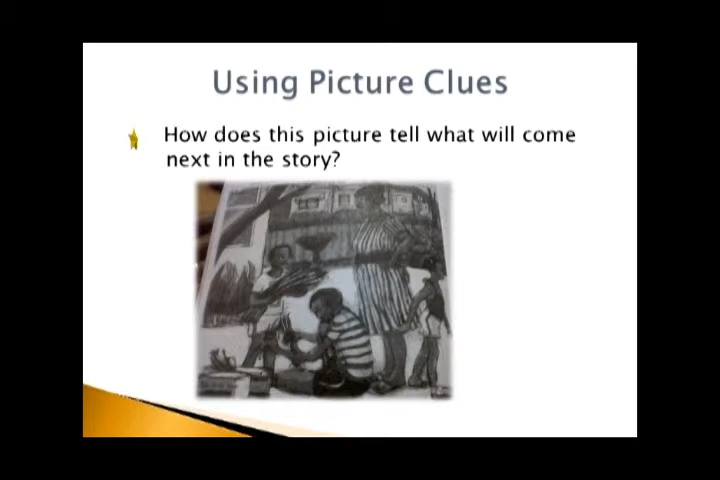 Using Picture Clues
How does this picture tell what will come
next in the story?